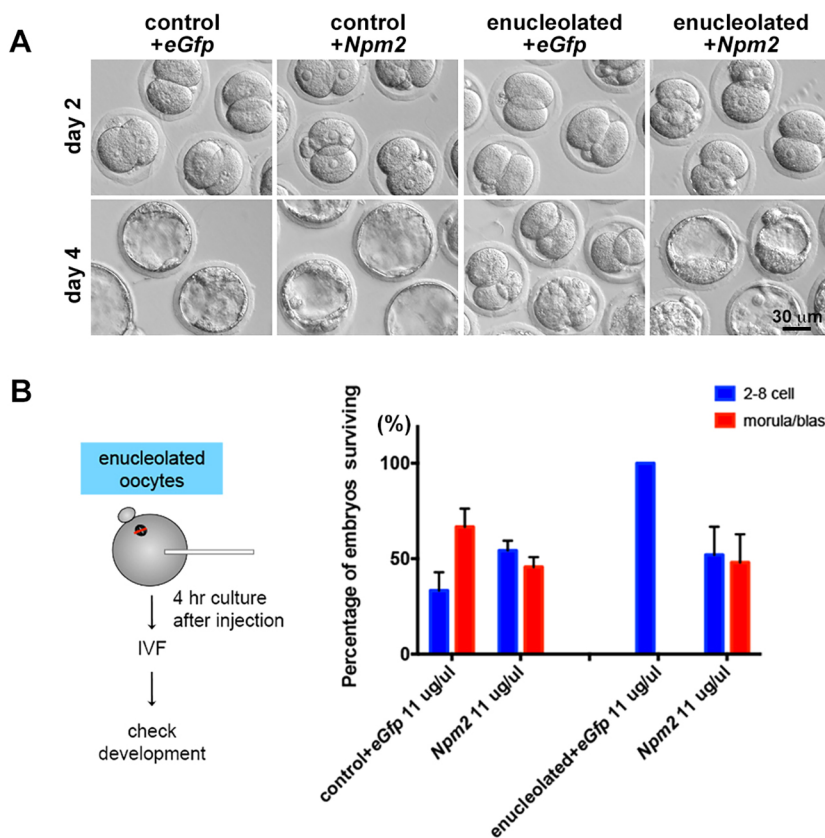 A
control
+eGfp
control
+Npm2
enucleolated
+eGfp
enucleolated
+Npm2
day 2
day 4
30 μm
B
enucleolated
oocytes
4 hr culture
after injection
IVF
check
development
2-8 cell
morula/blas
(%)
Percentage of embryos surviving
100
50
0
control+eGfp 11 ug/ul
Npm2 11 ug/ul
enucleolated+eGfp 11 ug/ul
Npm2 11 ug/ul